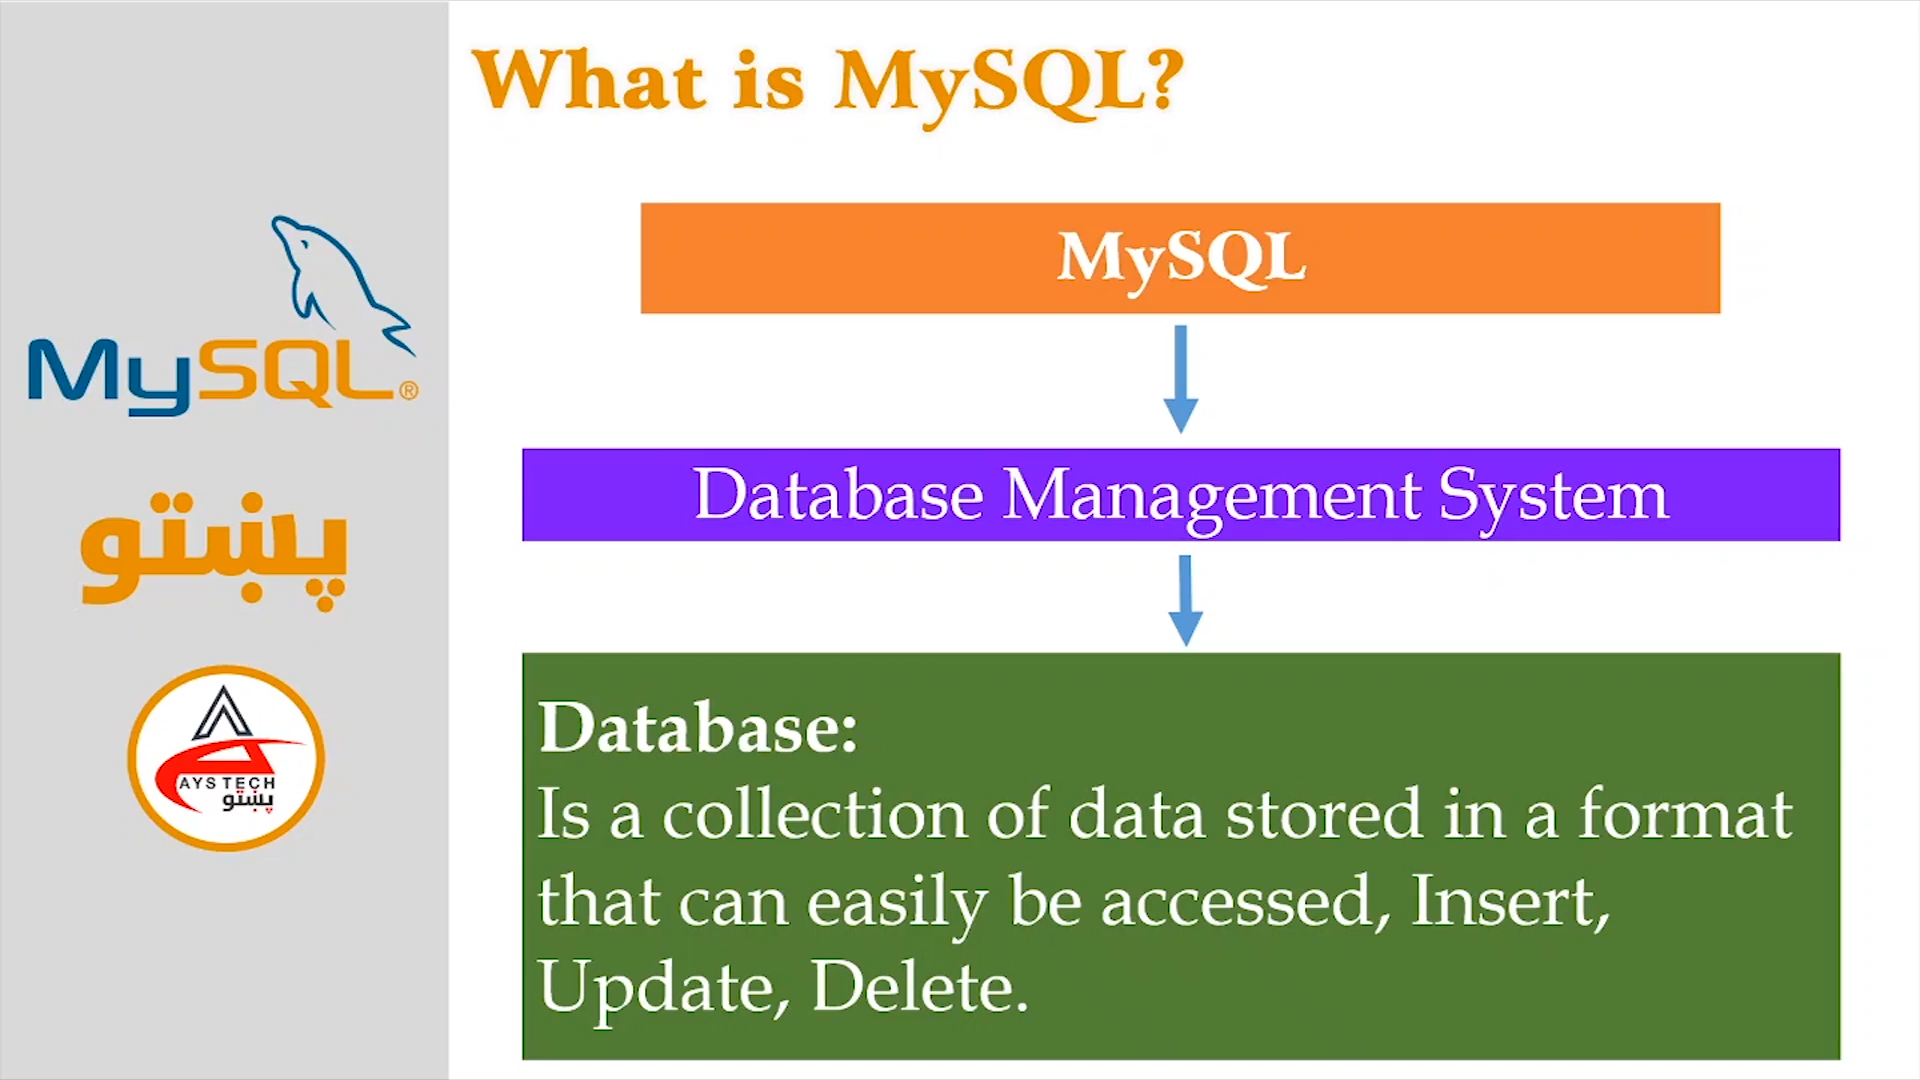 What is MySQL?
MySQL
Database Management System
Database:
Is a collection of data stored in a format
that can easily be accessed, Insert,
Update, Delete.
MySQL®
پښتو
AYS TECH
پښتو